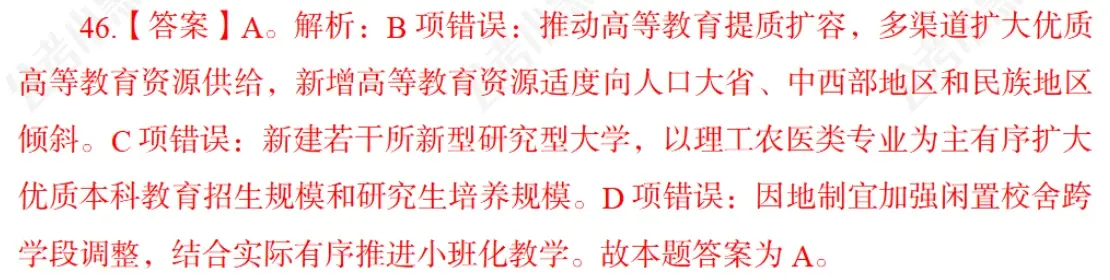 46.【答案】A。解析：B 项错误：推动高等教育提质扩容，多渠道扩大优质
高等教育资源供给，新增高等教育资源适度向人口大省、中西部地区和民族地区
倾斜。C 项错误：新建若干所新型研究型大学，以理工农医类专业为主有序扩大
优质本科教育招生规模和研究生培养规模。D 项错误：因地制宜加强闲置校舍跨
学段调整，结合实际有序推进小班化教学。故本题答案为 A。